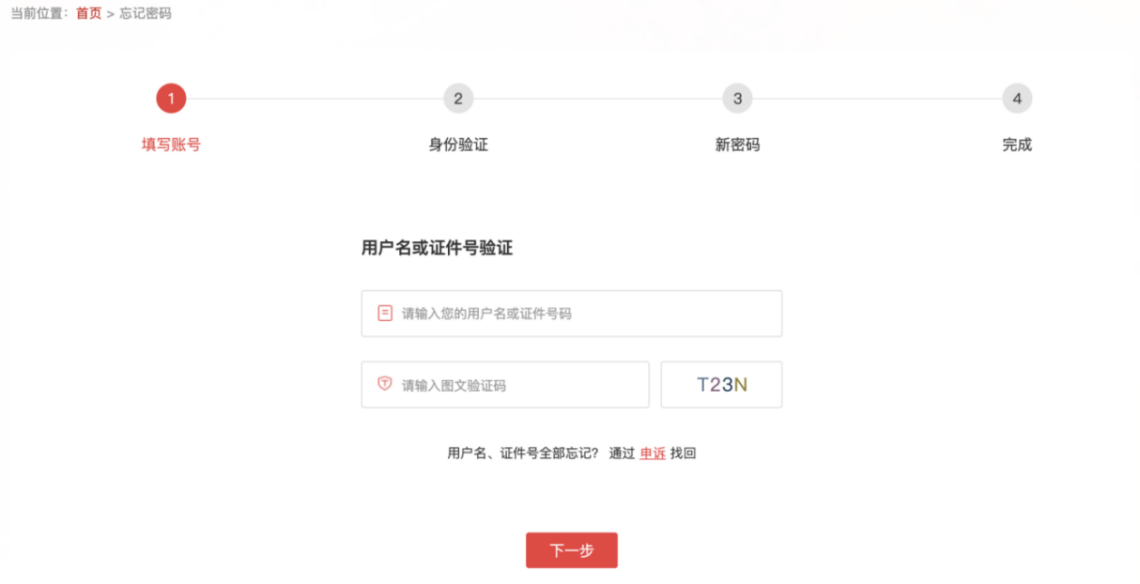 当前位置：首页 > 忘记密码
1 2 3 4
填写账号 身份验证 新密码 完成
用户名或证件号验证
请输入您的用户名或证件号码
请输入图文验证码 T23N
用户名、证件号全部忘记？ 通过 申诉 找回
下一步